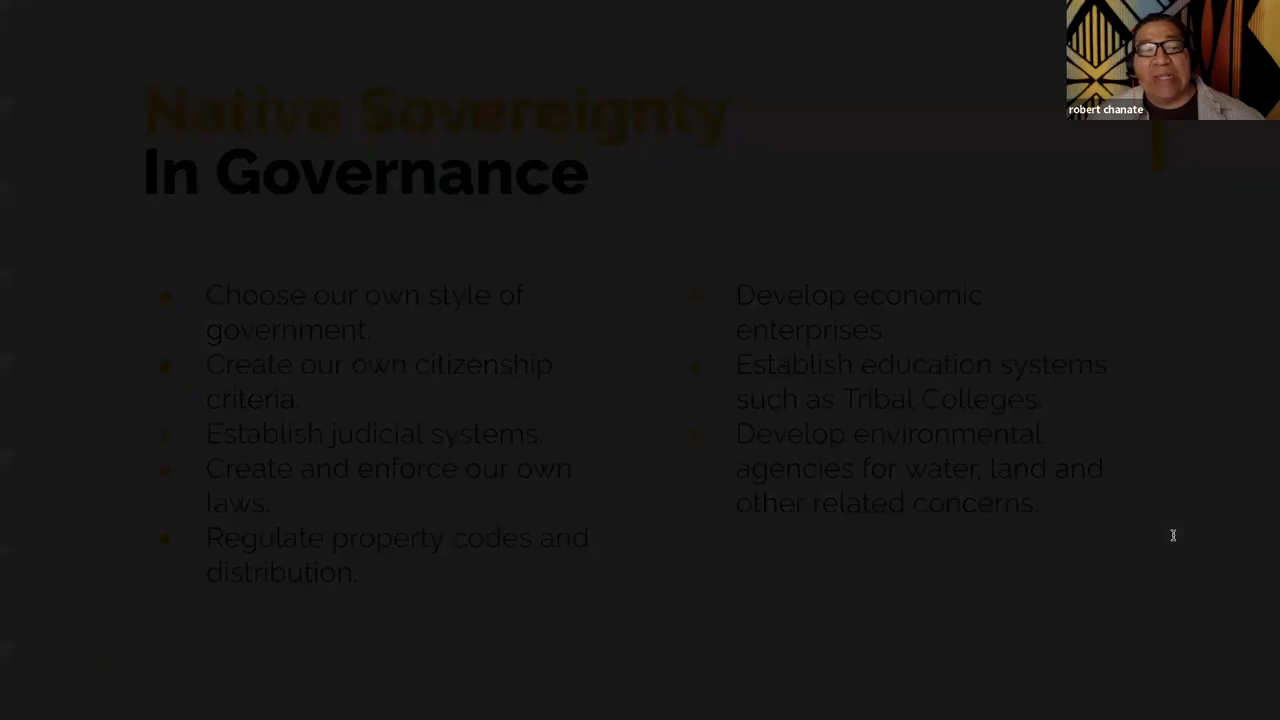 Native Sovereignty
In Governance
Choose our own style of
government.
Create our own citizenship
criteria.
Establish judicial systems.
Create and enforce our own
laws.
Regulate property codes and
distribution.
Develop economic
enterprises
Establish education systems
such as Tribal Colleges.
Develop environmental
agencies for water, land and
other related concerns.
robert chanate